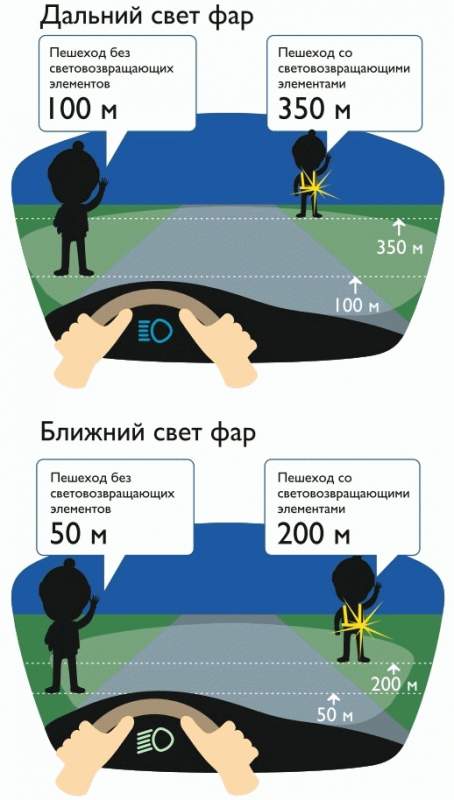 Дальний свет фар
Пешеход без
световозвращающих
элементов
100 м
Пешеход со
световозвращающими
элементами
350 м
350 м
100 м
Ближний свет фар
Пешеход без
световозвращающих
элементов
50 м
Пешеход со
световозвращающими
элементами
200 м
200 м
50 м